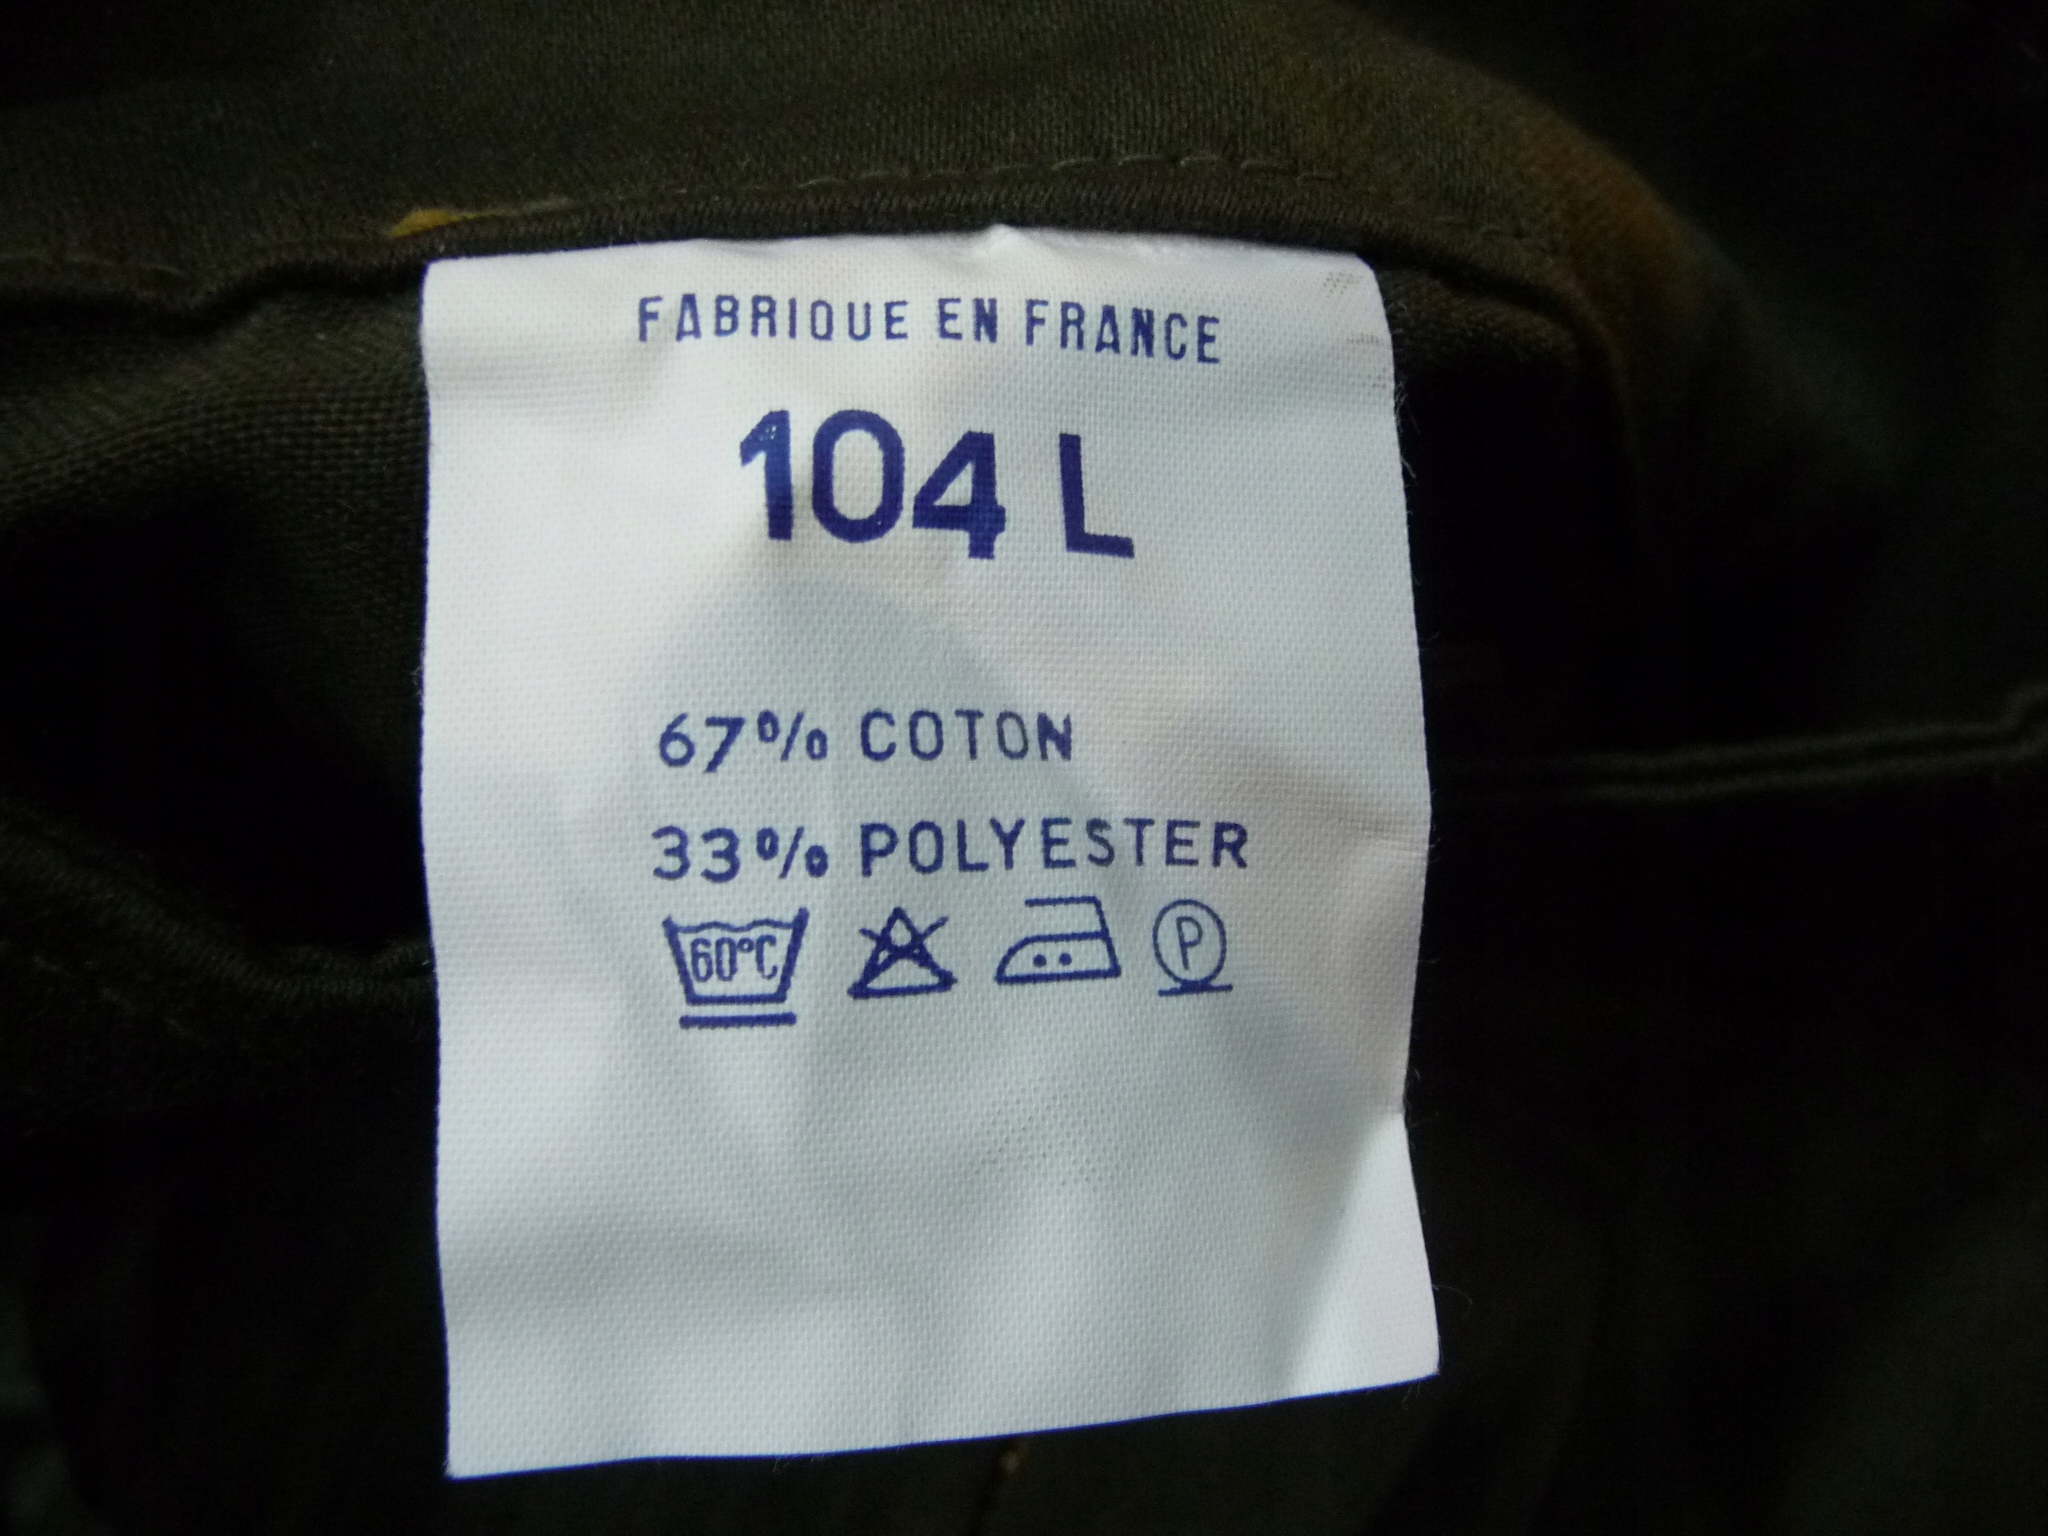 FABRIQUE EN FRANCE
104 L
67% COTON
33% POLYESTER
60°C P